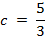 c = 5/3